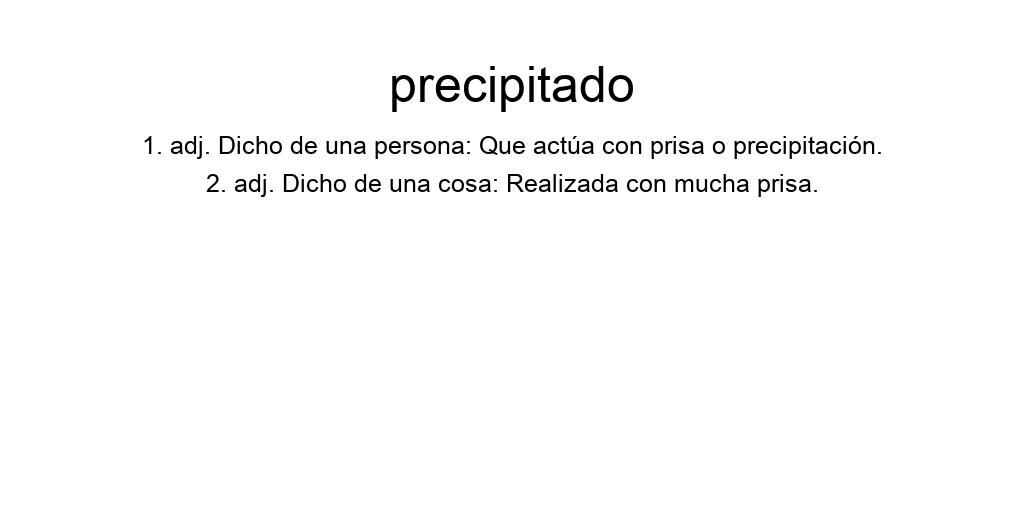 precipitado
1. adj. Dicho de una persona: Que actúa con prisa o precipitación.
2. adj. Dicho de una cosa: Realizada con mucha prisa.